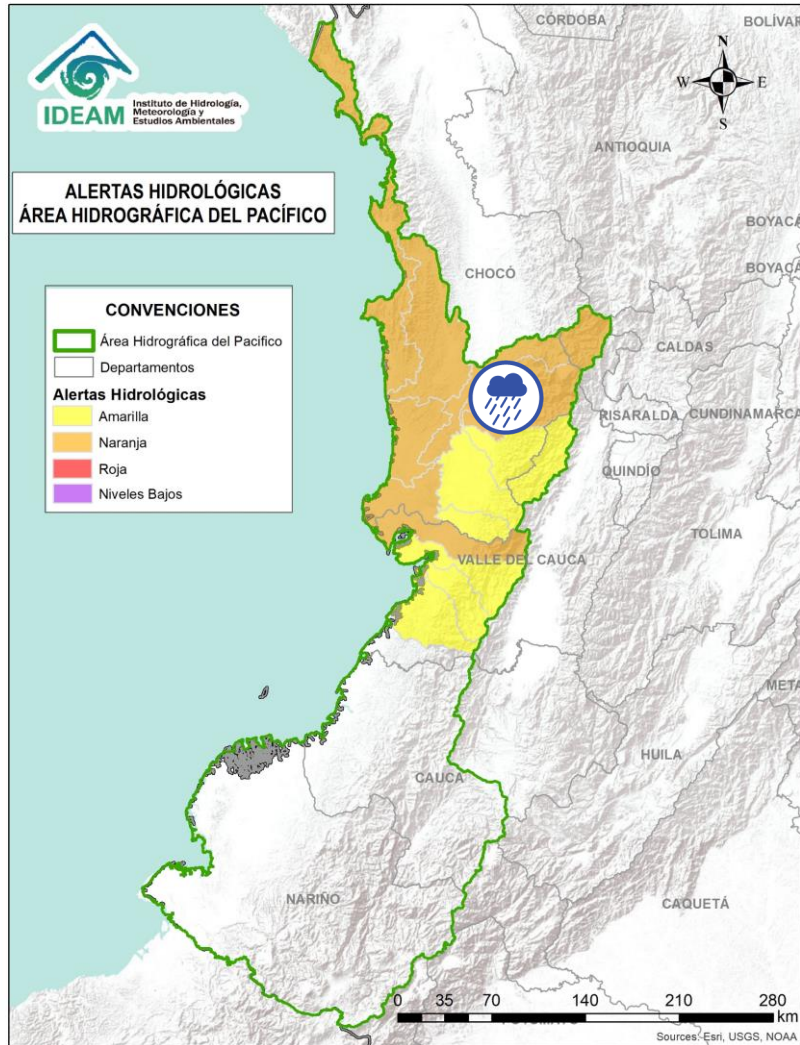 IDEAM
Instituto de Hidrología,
Meteorología y
Estudios Ambientales
ALERTAS HIDROLÓGICAS
ÁREA HIDROGRÁFICA DEL PACÍFICO
CONVENCIONES
Área Hidrográfica del Pacifico
Departamentos
Alertas Hidrológicas
Amarilla
Naranja
Roja
Niveles Bajos
CÓRDOBA
BOLÍVAR
N
W E
S
ANTIOQUIA
BOYACÁ
BOYACÁ
CHOCÓ
CALDAS
RISARALDA
CUNDINAMARCA
QUINDÍO
TOLIMA
VALLE DEL CAUCA
META
HUILA
CAUCA
NARIÑO
CAQUETÁ
0 35 70 140 210 280
km
Sources: Esri, USGS, NOAA